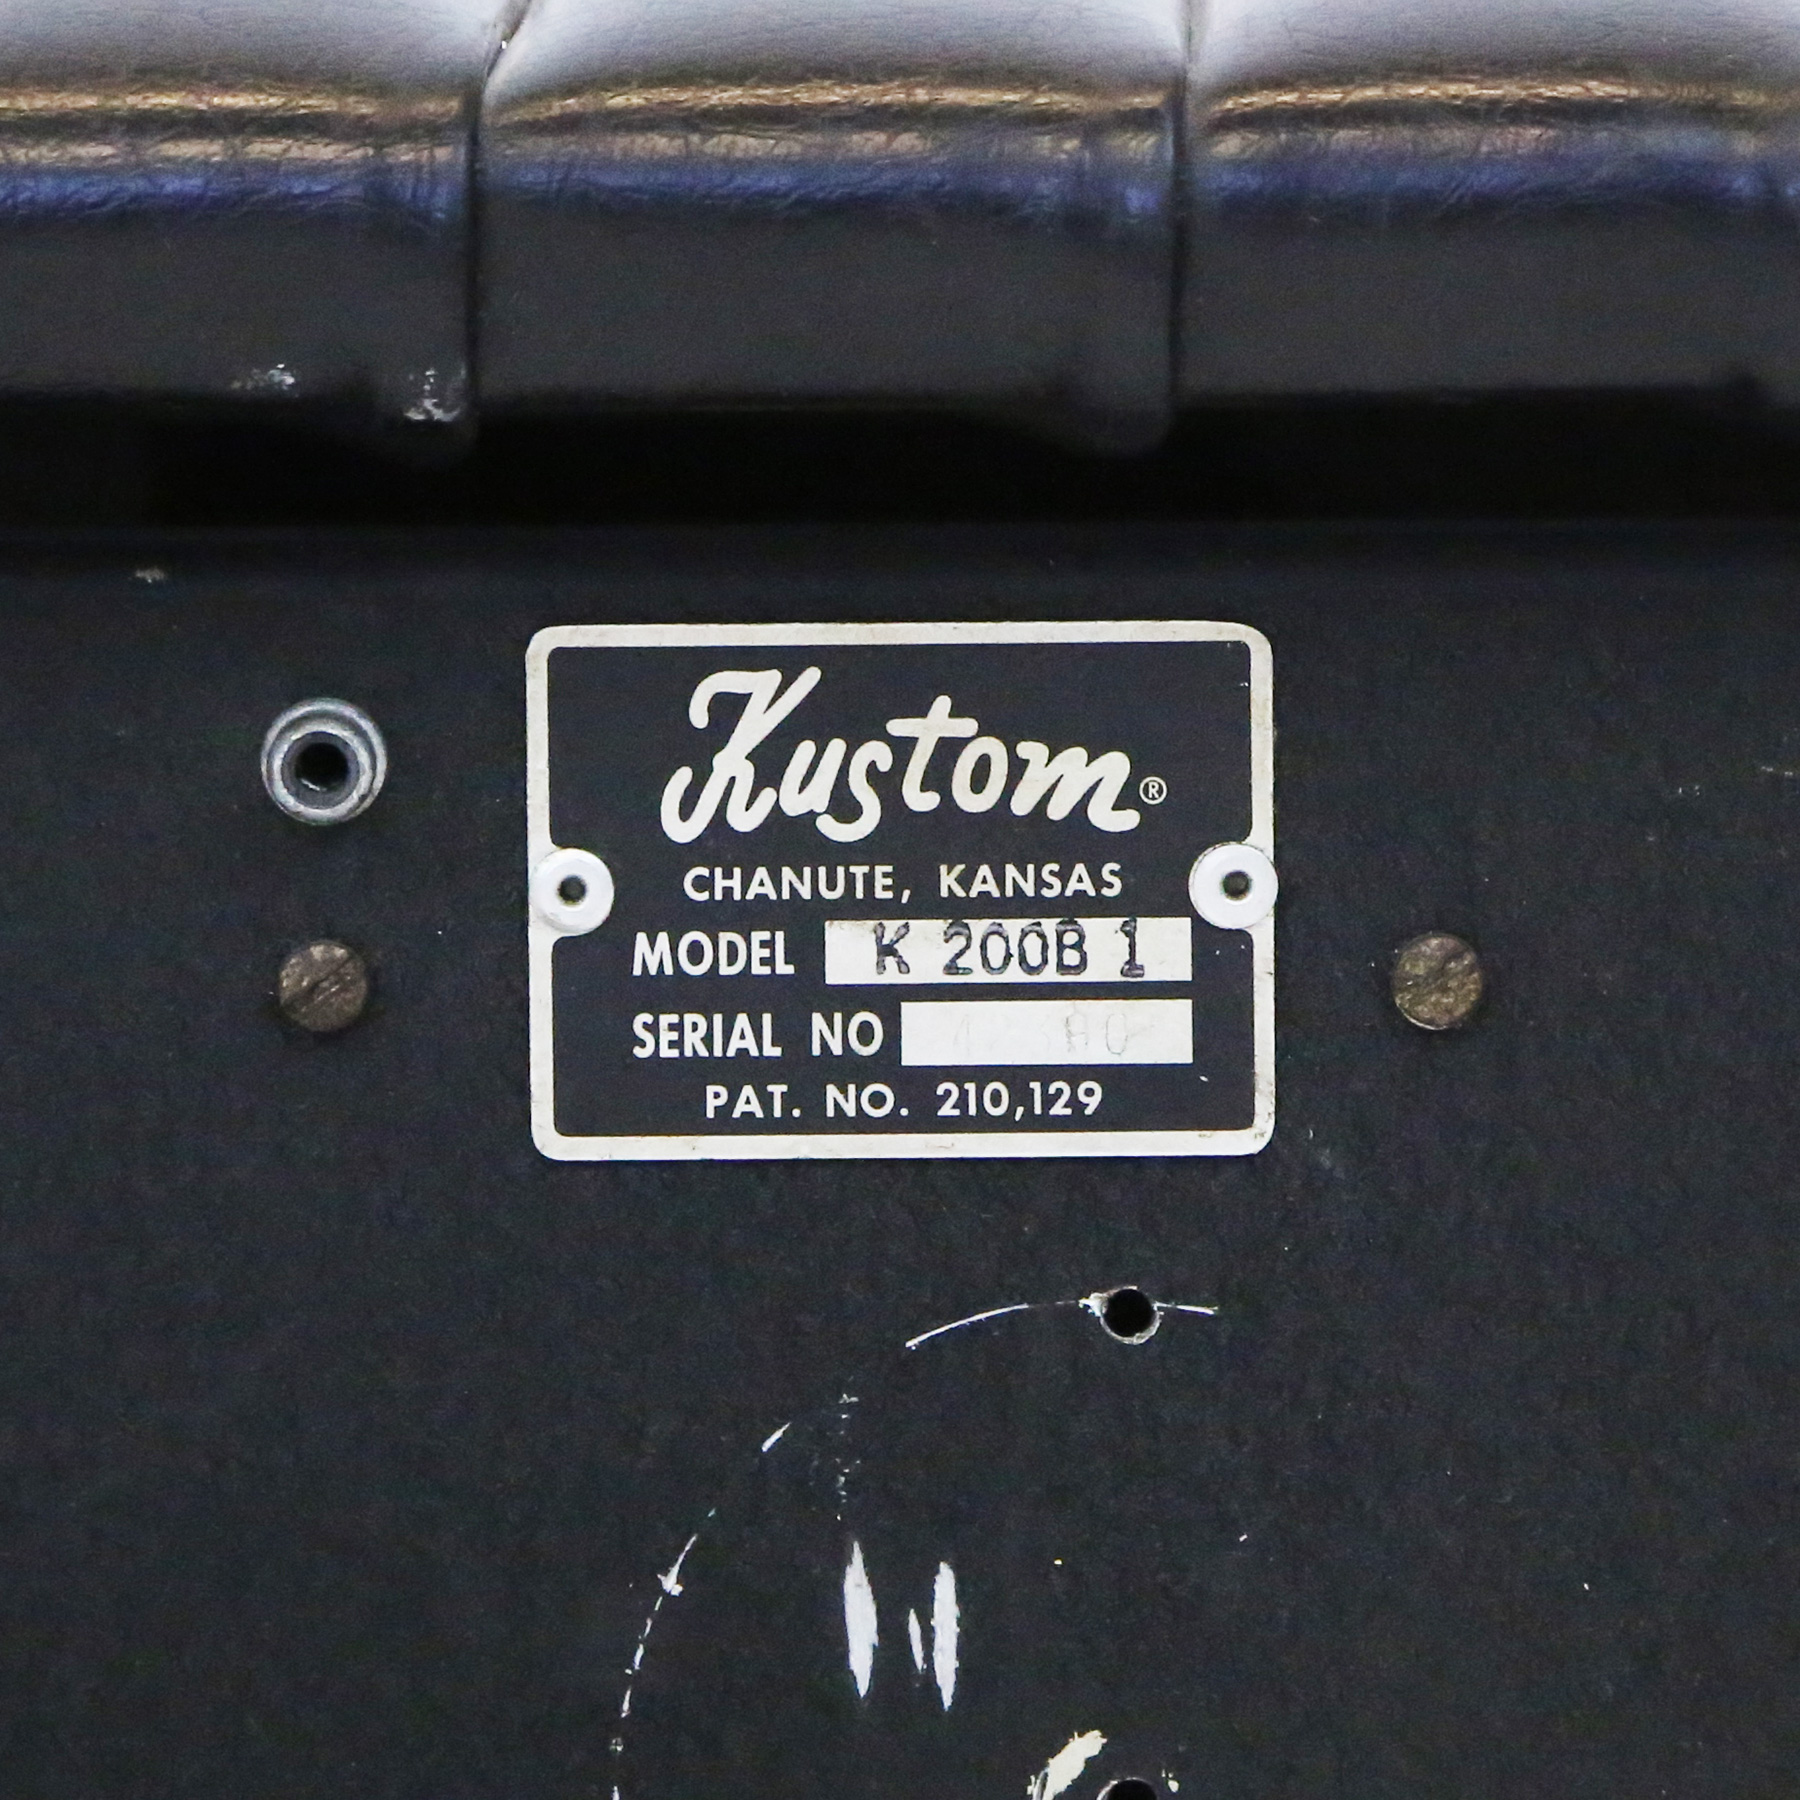 Kustom®
CHANUTE, KANSAS
MODEL K 200B 1
SERIAL NO
PAT. NO. 210,129